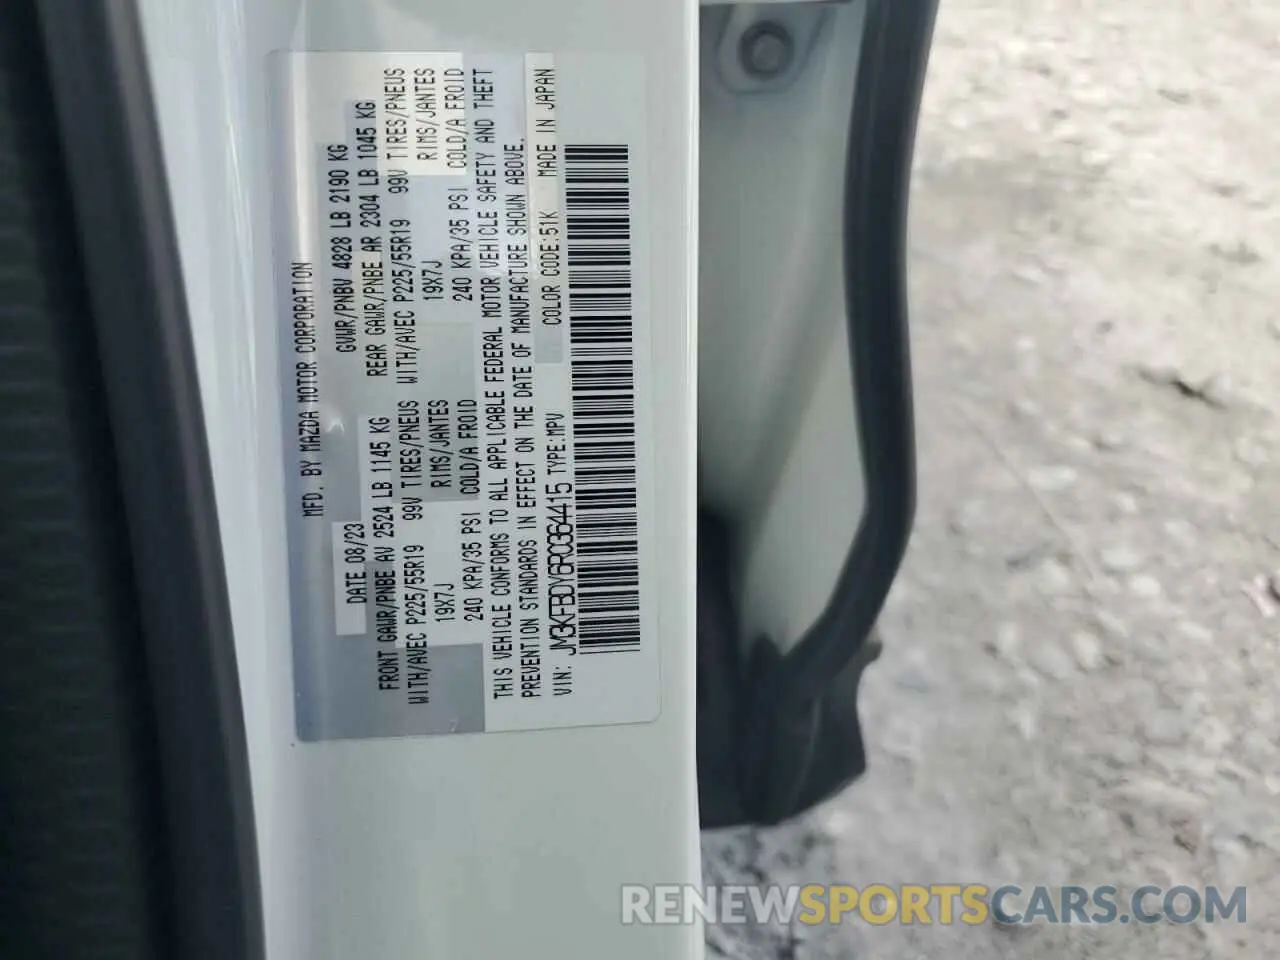 MFD. BY MAZDA MOTOR CORPORATION
DATE 08/23 GVWR/PNBV 4828 LB 2190 KG
FRONT GAWR/PNBE AV 2524 LB 1145 KG REAR GAWR/PNBE AR 2304 LB 1045 KG
WITH/AVEC P225/55R19 99V TIRES/PNEUS WITH/AVEC P225/55R19 99V TIRES/PNEUS
19X7J RIMS/JANTES 19X7J RIMS/JANTES
240 KPA/35 PSI COLD/A FROID 240 KPA/35 PSI COLD/A FROID
THIS VEHICLE CONFORMS TO ALL APPLICABLE FEDERAL MOTOR VEHICLE SAFETY AND THEFT
PREVENTION STANDARDS IN EFFECT ON THE DATE OF MANUFACTURE SHOWN ABOVE.
VIN: JM3KFBDY6R0364415 TYPE:MPV COLOR CODE:51K MADE IN JAPAN
RENEWSPORTSCARS.COM